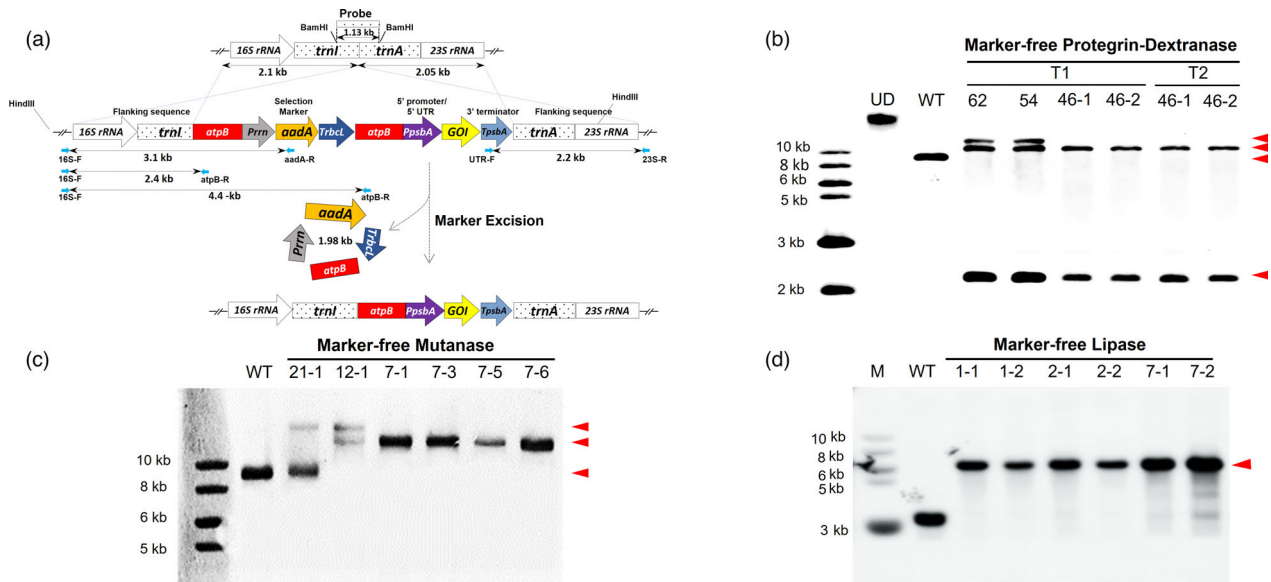 (a)
Probe
BamHI
BamHI
1.13 kb
16S rRNA
trnI
trnA
23S rRNA
2.1 kb
2.05 kb
HindIII
Flanking sequence
Selection
Marker
5' promoter/
5' UTR
3' terminator
Flanking sequence
HindIII
16S rRNA
trnI
atpB
Prrn
aadA
TrbcL
atpB
PpsbA
GOI
TpsbA
trnA
23S rRNA
16S-F
3.1 kb
aadA-R
UTR-F
2.2 kb
23S-R
16S-F
2.4 kb
atpB-R
16S-F
4.4 -kb
atpB-R
aadA
Prrn
1.98 kb
TrbcL
atpB
Marker Excision
16S rRNA
trnI
atpB
PpsbA
GOI
TpsbA
trnA
23S rRNA
(b)
Marker-free Protegrin-Dextranase
T1
T2
UD
WT
62
54
46-1
46-2
46-1
46-2
10 kb
8 kb
6 kb
5 kb
3 kb
2 kb
(c)
Marker-free Mutanase
WT
21-1
12-1
7-1
7-3
7-5
7-6
10 kb
8 kb
6 kb
5 kb
(d)
Marker-free Lipase
M
WT
1-1
1-2
2-1
2-2
7-1
7-2
10 kb
8 kb
6 kb
5 kb
3 kb